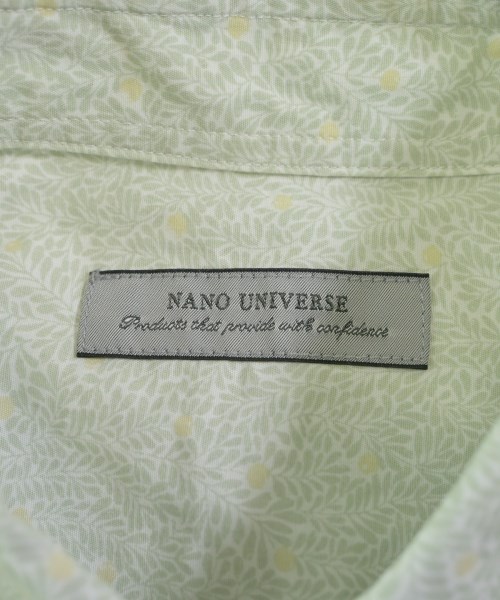 NANO UNIVERSE
Products that provide with confidence